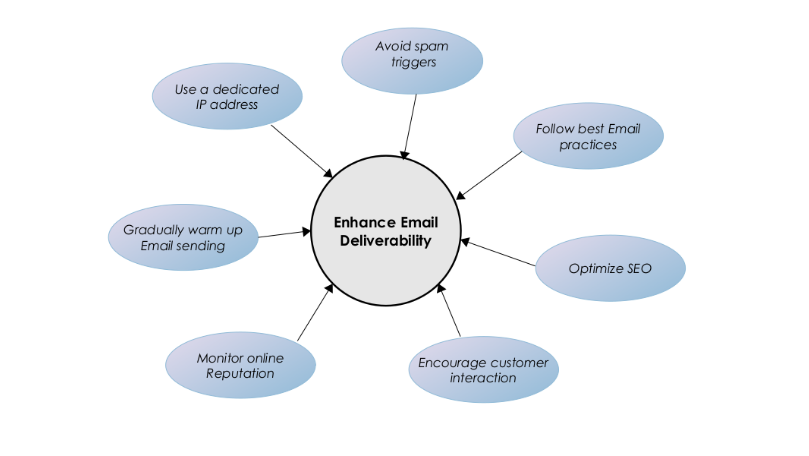 Avoid spam
triggers
Use a dedicated
IP address
Follow best Email
practices
Gradually warm up
Email sending
Enhance Email
Deliverability
Optimize SEO
Monitor online
Reputation
Encourage customer
interaction